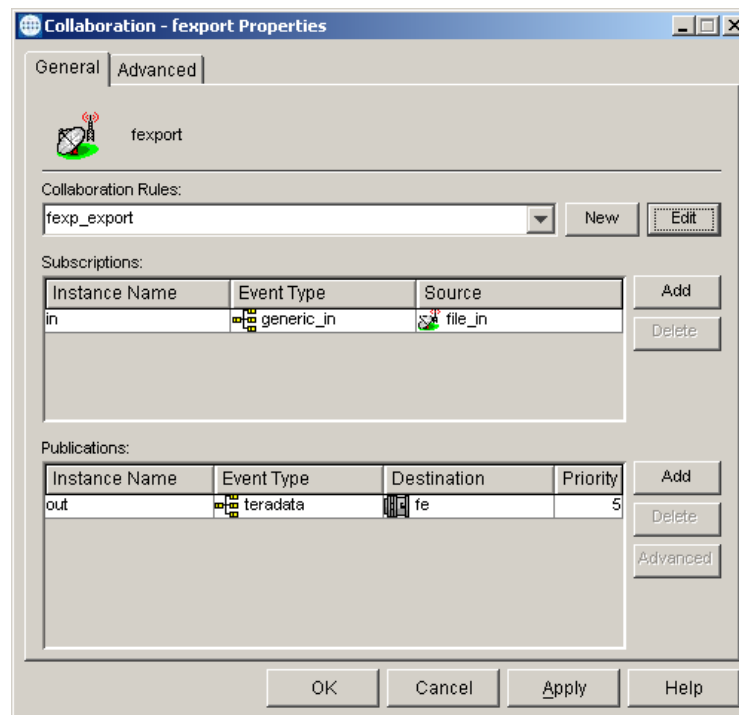 Collaboration - fexport Properties
General Advanced
fexport
Collaboration Rules:
fexp_export New Edit
Subscriptions:
Instance Name Event Type Source Add
in generic_in file_in
Delete
Publications:
Instance Name Event Type Destination Priority Add
out teradata fe 5
Delete
Advanced
OK Cancel Apply Help